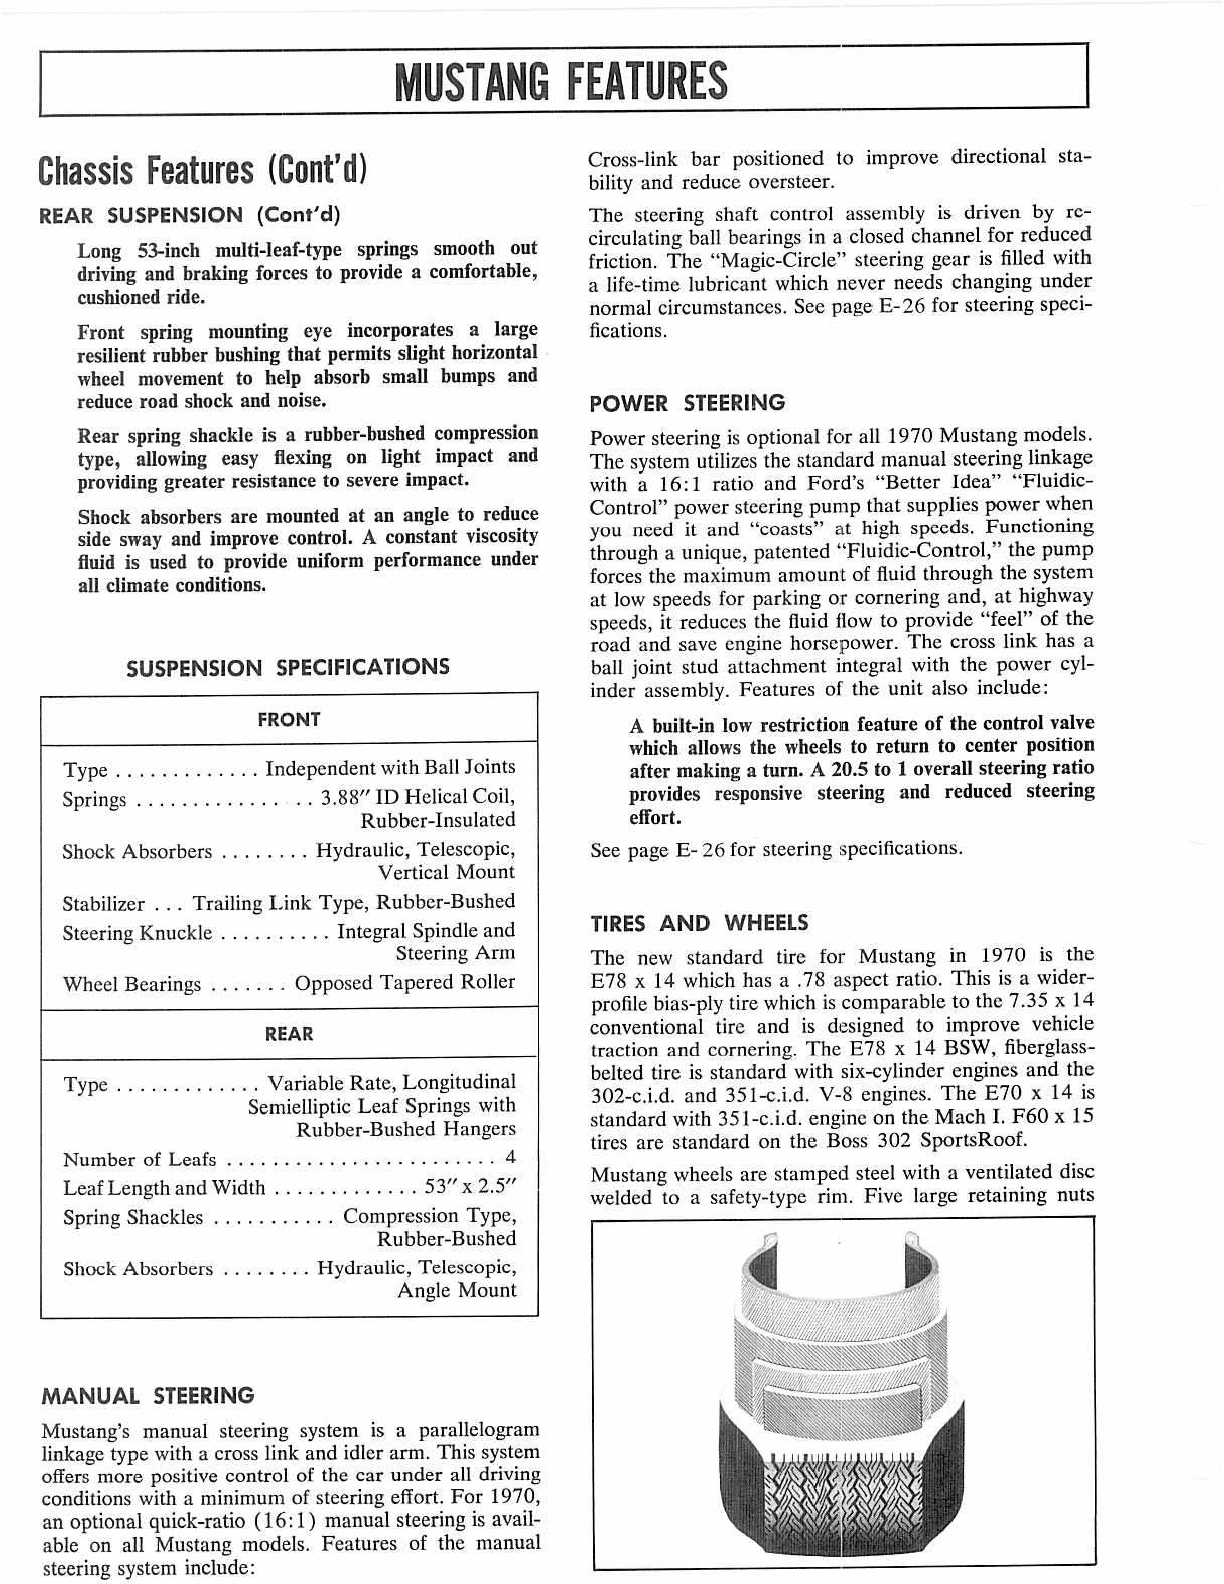 MUSTANG FEATURES
Chassis Features (Cont'd)
REAR SUSPENSION (Cont'd)
Long 53-inch multi-leaf-type springs smooth out
driving and braking forces to provide a comfortable,
cushioned ride.
Front spring mounting eye incorporates a large
resilient rubber bushing that permits slight horizontal
wheel movement to help absorb small bumps and
reduce road shock and noise.
Rear spring shackle is a rubber-bushed compression
type, allowing easy flexing on light impact and
providing greater resistance to severe impact.
Shock absorbers are mounted at an angle to reduce
side sway and improve control. A constant viscosity
fluid is used to provide uniform performance under
all climate conditions.
SUSPENSION SPECIFICATIONS
FRONT
Type . . . . . . . . . . . . . Independent with Ball Joints
Springs . . . . . . . . . . . . . . . 3.88" ID Helical Coil,
Rubber-Insulated
Shock Absorbers . . . . . . . . Hydraulic, Telescopic,
Vertical Mount
Stabilizer . . . Trailing Link Type, Rubber-Bushed
Steering Knuckle . . . . . . . . . . Integral Spindle and
Steering Arm
Wheel Bearings . . . . . . . Opposed Tapered Roller
REAR
Type . . . . . . . . . . . . . Variable Rate, Longitudinal
Semielliptic Leaf Springs with
Rubber-Bushed Hangers
Number of Leafs . . . . . . . . . . . . . . . . . . . . . . . . 4
Leaf Length and Width . . . . . . . . . . . . . 53" x 2.5"
Spring Shackles . . . . . . . . . . . Compression Type,
Rubber-Bushed
Shock Absorbers . . . . . . . . Hydraulic, Telescopic,
Angle Mount
MANUAL STEERING
Mustang's manual steering system is a parallelogram
linkage type with a cross link and idler arm. This system
offers more positive control of the car under all driving
conditions with a minimum of steering effort. For 1970,
an optional quick-ratio (16:1) manual steering is avail-
able on all Mustang models. Features of the manual
steering system include:
Cross-link bar positioned to improve directional sta-
bility and reduce oversteer.
The steering shaft control assembly is driven by re-
circulating ball bearings in a closed channel for reduced
friction. The "Magic-Circle" steering gear is filled with
a life-time lubricant which never needs changing under
normal circumstances. See page E-26 for steering speci-
fications.
POWER STEERING
Power steering is optional for all 1970 Mustang models.
The system utilizes the standard manual steering linkage
with a 16:1 ratio and Ford's "Better Idea" "Fluidic-
Control" power steering pump that supplies power when
you need it and "coasts" at high speeds. Functioning
through a unique, patented "Fluidic-Control," the pump
forces the maximum amount of fluid through the system
at low speeds for parking or cornering and, at highway
speeds, it reduces the fluid flow to provide "feel" of the
road and save engine horsepower. The cross link has a
ball joint stud attachment integral with the power cyl-
inder assembly. Features of the unit also include:
A built-in low restriction feature of the control valve
which allows the wheels to return to center position
after making a turn. A 20.5 to 1 overall steering ratio
provides responsive steering and reduced steering
effort.
See page E- 26 for steering specifications.
TIRES AND WHEELS
The new standard tire for Mustang in 1970 is the
E78 x 14 which has a .78 aspect ratio. This is a wider-
profile bias-ply tire which is comparable to the 7.35 x 14
conventional tire and is designed to improve vehicle
traction and cornering. The E78 x 14 BSW, fiberglass-
belted tire is standard with six-cylinder engines and the
302-c.i.d. and 351-c.i.d. V-8 engines. The E70 x 14 is
standard with 351-c.i.d. engine on the Mach I. F60 x 15
tires are standard on the Boss 302 SportsRoof.
Mustang wheels are stamped steel with a ventilated disc
welded to a safety-type rim. Five large retaining nuts